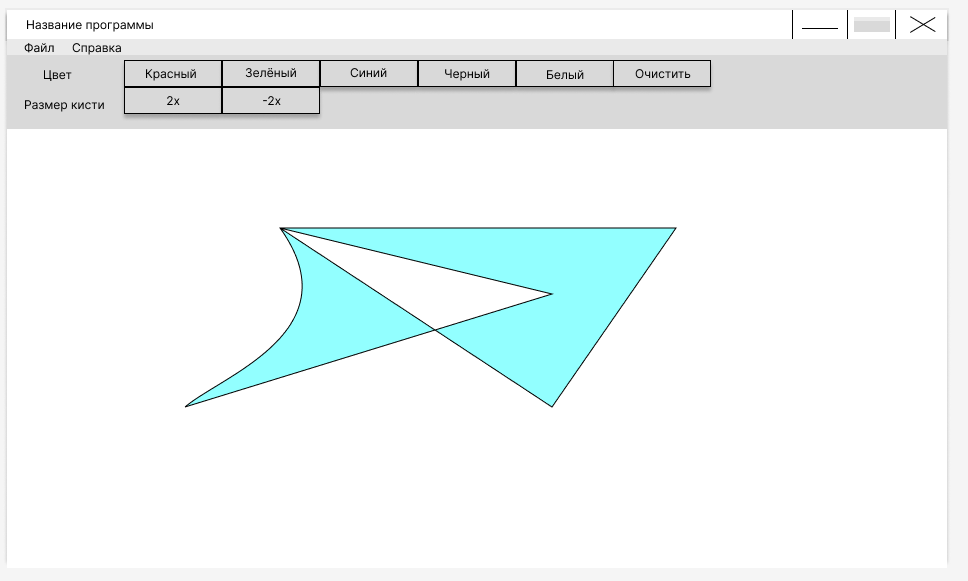 Название программы
Файл Справка
Цвет Красный Зелёный Синий Черный Белый Очистить
Размер кисти 2x -2x